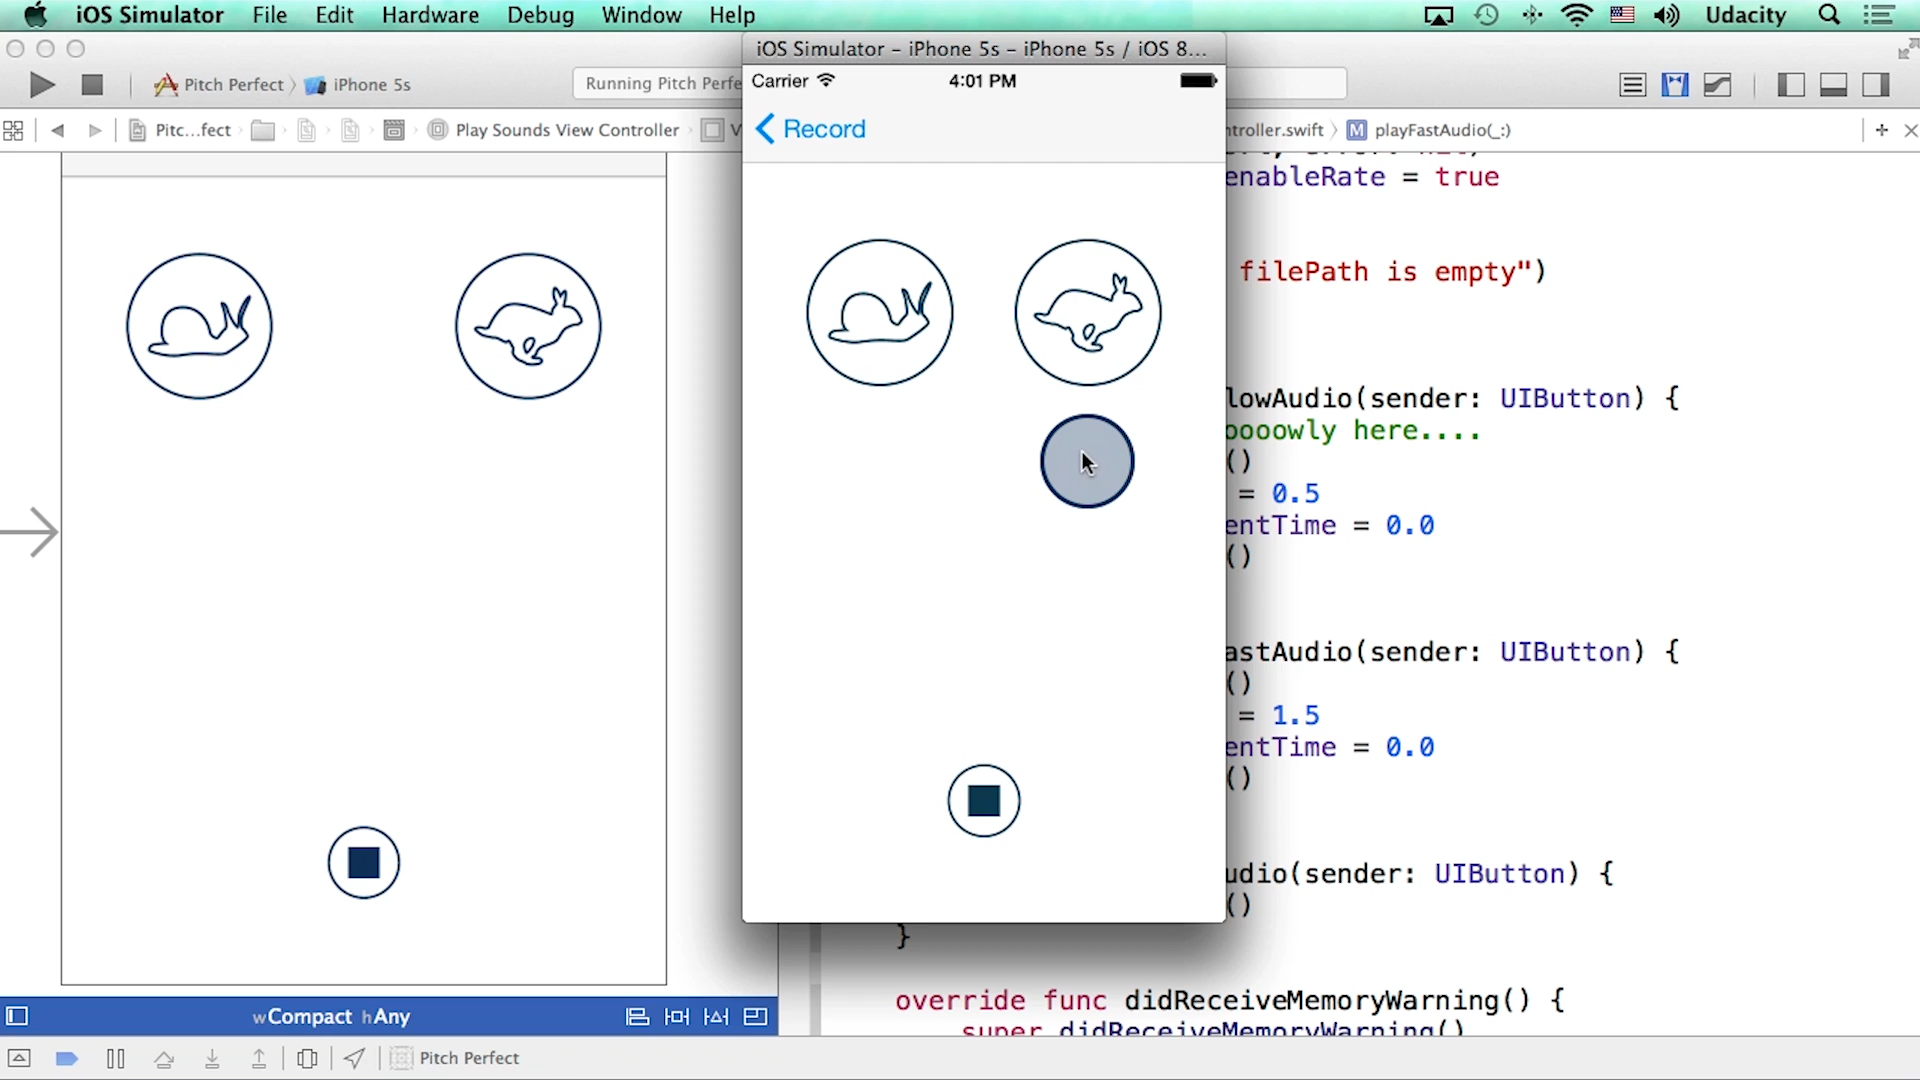 iOS Simulator File Edit Hardware Debug Window Help Udacity
iOS Simulator – iPhone 5s – iPhone 5s / iOS 8...
Pitch Perfect iPhone 5s Running Pitch Perfe
Carrier 4:01 PM
Pitc...fect Play Sounds View Controller V
Record
ntroller.swift M playFastAudio(_:)
enableRate = true
filePath is empty")
lowAudio(sender: UIButton) {
oooowly here....
()
= 0.5
entTime = 0.0
()
astAudio(sender: UIButton) {
()
= 1.5
entTime = 0.0
()
udio(sender: UIButton) {
()
}
override func didReceiveMemoryWarning() {
super didReceiveMemoryWarning()
wCompact hAny
Pitch Perfect